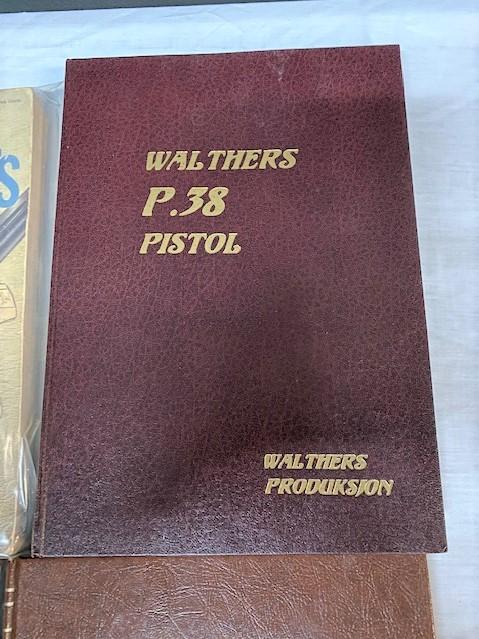 WALTHERS
P.38
PISTOL
WALTHERS
PRODUKSJON